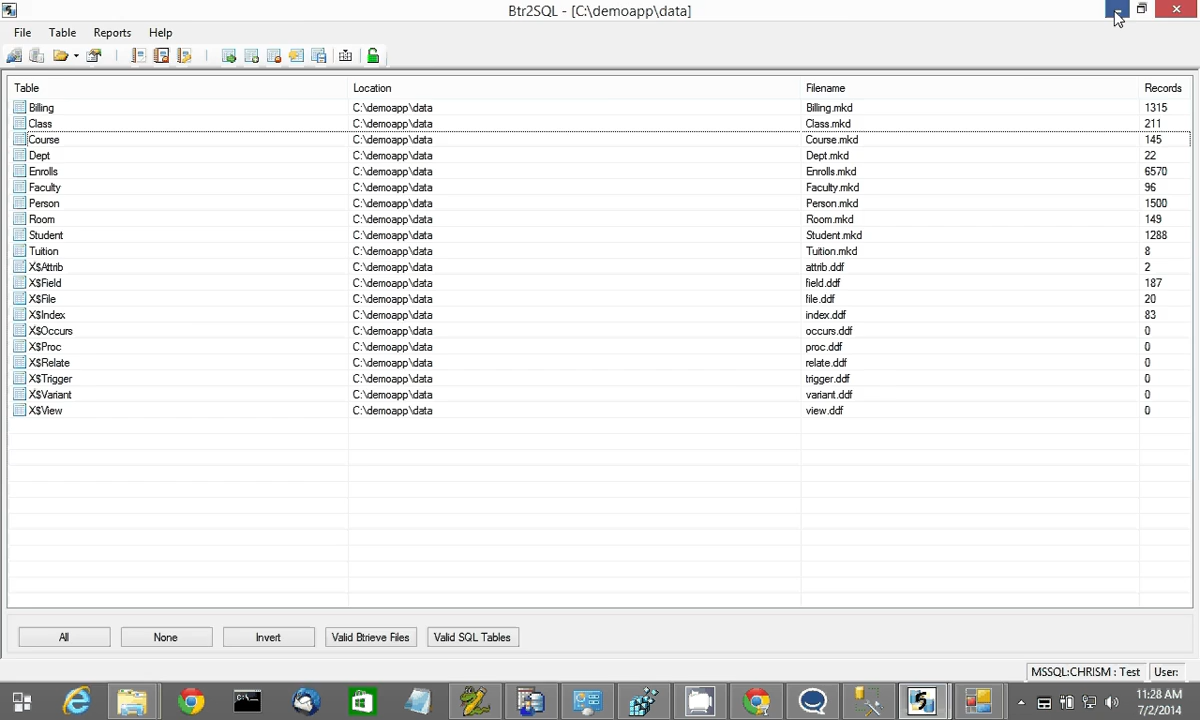 Btr2SQL - [C:\demoapp\data]
File Table Reports Help
Table Location Filename Records
Billing C:\demoapp\data Billing.mkd 1315
Class C:\demoapp\data Class.mkd 211
Course C:\demoapp\data Course.mkd 145
Dept C:\demoapp\data Dept.mkd 22
Enrolls C:\demoapp\data Enrolls.mkd 6570
Faculty C:\demoapp\data Faculty.mkd 96
Person C:\demoapp\data Person.mkd 1500
Room C:\demoapp\data Room.mkd 149
Student C:\demoapp\data Student.mkd 1288
Tuition C:\demoapp\data Tuition.mkd 8
X$Attrib C:\demoapp\data attrib.ddf 2
X$Field C:\demoapp\data field.ddf 187
X$File C:\demoapp\data file.ddf 20
X$Index C:\demoapp\data index.ddf 83
X$Occurs C:\demoapp\data occurs.ddf 0
X$Proc C:\demoapp\data proc.ddf 0
X$Relate C:\demoapp\data relate.ddf 0
X$Trigger C:\demoapp\data trigger.ddf 0
X$Variant C:\demoapp\data variant.ddf 0
X$View C:\demoapp\data view.ddf 0
All None Invert Valid Btrieve Files Valid SQL Tables
MSSQL:CHRISM : Test User:
11:28 AM
7/2/2014